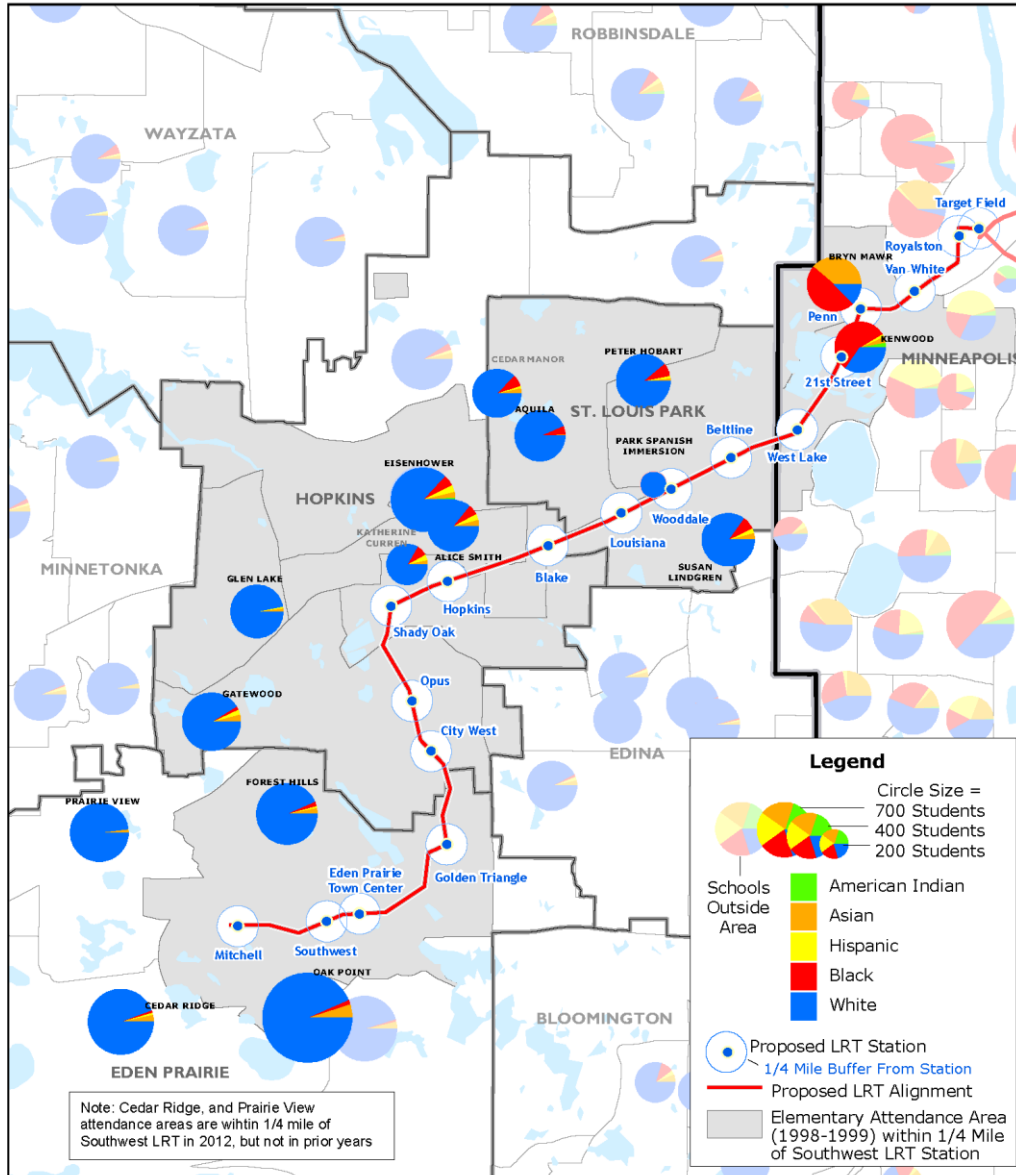 ROBBINSDALE
WAYZATA
Target Field
Royalston
BRYN MAWR
Van White
Penn
KENWOOD
MINNEAPOLIS
21st Street
CEDAR MANOR
PETER HOBART
AQUILA
ST. LOUIS PARK
Beltline
West Lake
PARK SPANISH
IMMERSION
EISENHOWER
HOPKINS
Wooddale
KATHERINE
CURREN
ALICE SMITH
Louisiana
SUSAN
LINDGREN
Blake
MINNETONKA
GLEN LAKE
Hopkins
Shady Oak
Opus
GATEWOOD
City West
EDINA
FOREST HILLS
PRAIRIE VIEW
Golden Triangle
Eden Prairie
Town Center
Southwest
Mitchell
OAK POINT
CEDAR RIDGE
BLOOMINGTON
EDEN PRAIRIE
Note: Cedar Ridge, and Prairie View
attendance areas are whithin 1/4 mile of
Southwest LRT in 2012, but not in prior years
Legend
Circle Size =
700 Students
400 Students
200 Students
Schools
Outside
Area
American Indian
Asian
Hispanic
Black
White
Proposed LRT Station
1/4 Mile Buffer From Station
Proposed LRT Alignment
Elementary Attendance Area
(1998-1999) within 1/4 Mile
of Southwest LRT Station